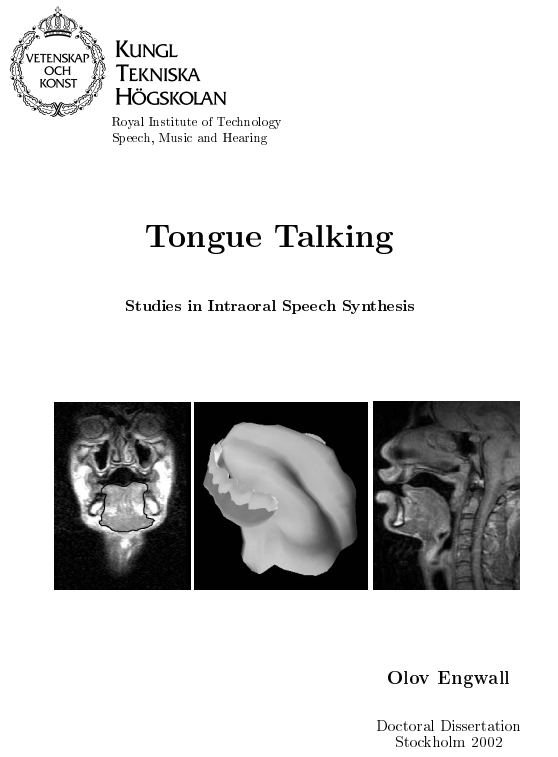 VETENSKAP
OCH
KONST
KUNGL
TEKNISKA
HÖGSKOLAN
Royal Institute of Technology
Speech, Music and Hearing
Tongue Talking
Studies in Intraoral Speech Synthesis
Olov Engwall
Doctoral Dissertation
Stockholm 2002